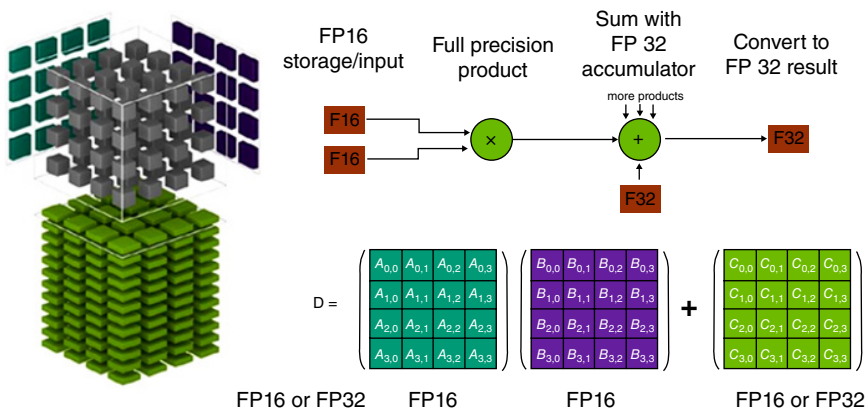 FP16 storage/input
Full precision product
Sum with FP 32 accumulator
Convert to FP 32 result
more products
F16
F16
×
+
F32
F32
D =
A0,0 A0,1 A0,2 A0,3
A1,0 A1,1 A1,2 A1,3
A2,0 A2,1 A2,2 A2,3
A3,0 A3,1 A3,2 A3,3
B0,0 B0,1 B0,2 B0,3
B1,0 B1,1 B1,2 B1,3
B2,0 B2,1 B2,2 B2,3
B3,0 B3,1 B3,2 B3,3
+
C0,0 C0,1 C0,2 C0,3
C1,0 C1,1 C1,2 C1,3
C2,0 C2,1 C2,2 C2,3
C3,0 C3,1 C3,2 C3,3
FP16 or FP32
FP16
FP16
FP16 or FP32